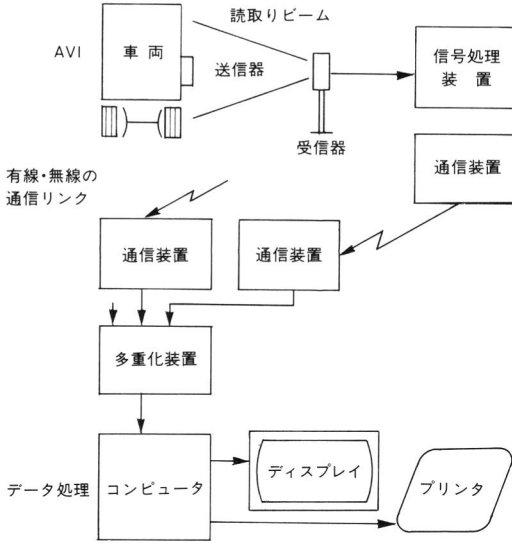 読取りビーム
AVI
車両
送信器
信号処理
装置
受信器
通信装置
有線・無線の
通信リンク
通信装置
通信装置
多重化装置
データ処理
コンピュータ
ディスプレイ
プリンタ